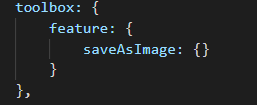 toolbox: {
feature: {
saveAsImage: {}
}
},